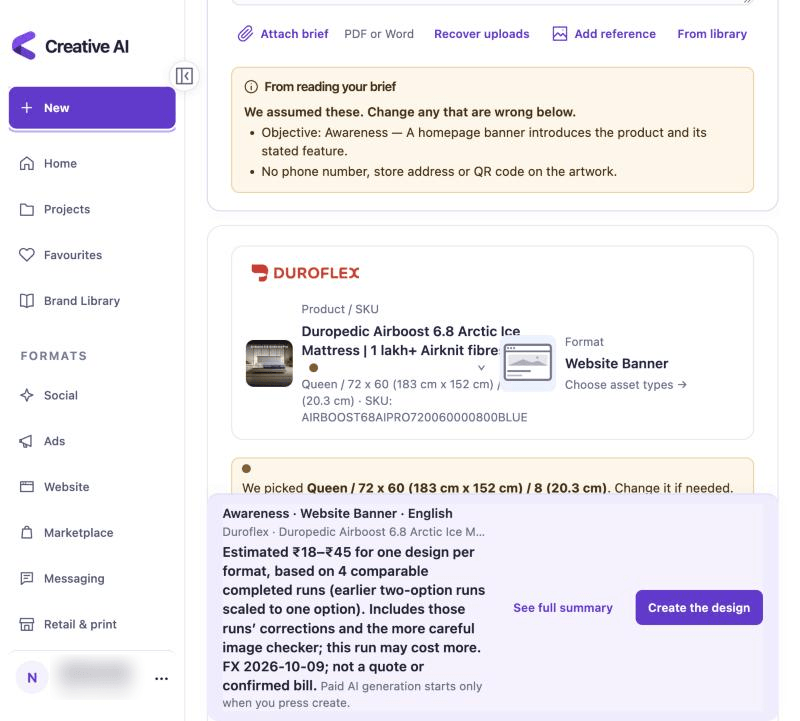 Creative AI
New
Home
Projects
Favourites
Brand Library
FORMATS
Social
Ads
Website
Marketplace
Messaging
Retail & print
N
Attach brief PDF or Word Recover uploads Add reference From library
From reading your brief
We assumed these. Change any that are wrong below.
• Objective: Awareness — A homepage banner introduces the product and its
stated feature.
• No phone number, store address or QR code on the artwork.
DUROFLEX
Product / SKU
Duropedic Airboost 6.8 Arctic Ice
Mattress | 1 lakh+ Airknit fibre
Queen / 72 x 60 (183 cm x 152 cm) /
(20.3 cm) · SKU:
AIRBOOST68AIPRO720060000800BLUE
Format
Website Banner
Choose asset types →
We picked Queen / 72 x 60 (183 cm x 152 cm) / 8 (20.3 cm). Change it if needed.
Awareness · Website Banner · English
Duroflex · Duropedic Airboost 6.8 Arctic Ice M...
Estimated ₹18–₹45 for one design per
format, based on 4 comparable
completed runs (earlier two-option runs
scaled to one option). Includes those
runs’ corrections and the more careful
image checker; this run may cost more.
FX 2026-10-09; not a quote or
confirmed bill. Paid AI generation starts only
when you press create.
See full summary
Create the design